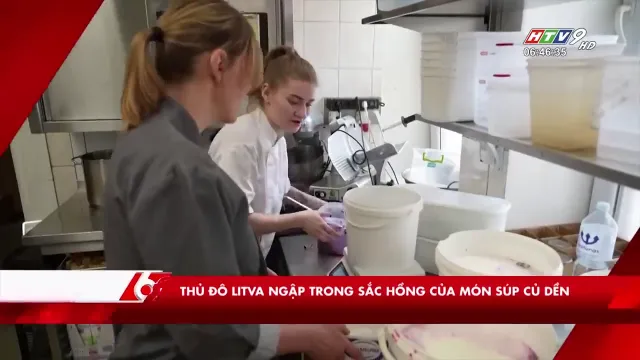 HTV9 HD
06:46:35
THỦ ĐÔ LITVA NGẬP TRONG SẮC HỒNG CỦA MÓN SÚP CỦ DỀN